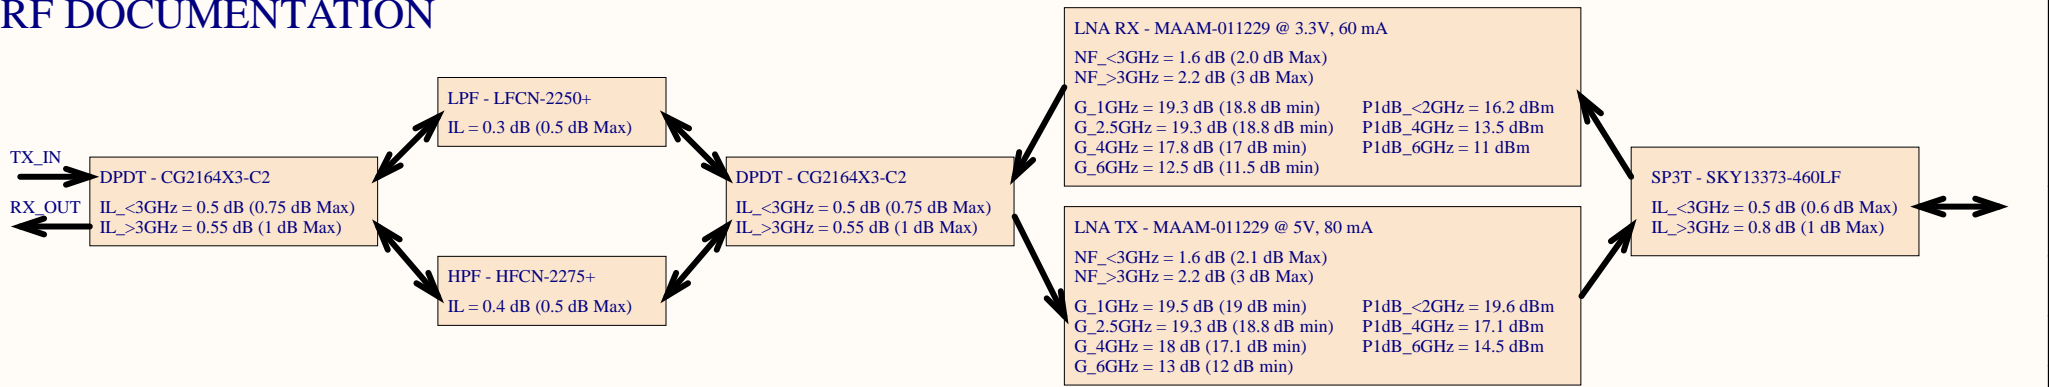 RF DOCUMENTATION
TX_IN
RX_OUT
DPDT - CG2164X3-C2
IL_<3GHz = 0.5 dB (0.75 dB Max)
IL_>3GHz = 0.55 dB (1 dB Max)
LPF - LFCN-2250+
IL = 0.3 dB (0.5 dB Max)
HPF - HFCN-2275+
IL = 0.4 dB (0.5 dB Max)
DPDT - CG2164X3-C2
IL_<3GHz = 0.5 dB (0.75 dB Max)
IL_>3GHz = 0.55 dB (1 dB Max)
LNA RX - MAAM-011229 @ 3.3V, 60 mA
NF_<3GHz = 1.6 dB (2.0 dB Max)
NF_>3GHz = 2.2 dB (3 dB Max)
G_1GHz = 19.3 dB (18.8 dB min) P1dB_<2GHz = 16.2 dBm
G_2.5GHz = 19.3 dB (18.8 dB min) P1dB_4GHz = 13.5 dBm
G_4GHz = 17.8 dB (17 dB min) P1dB_6GHz = 11 dBm
G_6GHz = 12.5 dB (11.5 dB min)
LNA TX - MAAM-011229 @ 5V, 80 mA
NF_<3GHz = 1.6 dB (2.1 dB Max)
NF_>3GHz = 2.2 dB (3 dB Max)
G_1GHz = 19.5 dB (19 dB min) P1dB_<2GHz = 19.6 dBm
G_2.5GHz = 19.3 dB (18.8 dB min) P1dB_4GHz = 17.1 dBm
G_4GHz = 18 dB (17.1 dB min) P1dB_6GHz = 14.5 dBm
G_6GHz = 13 dB (12 dB min)
SP3T - SKY13373-460LF
IL_<3GHz = 0.5 dB (0.6 dB Max)
IL_>3GHz = 0.8 dB (1 dB Max)